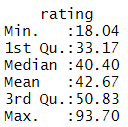 rating
Min.   :18.04
1st Qu.:33.17
Median :40.40
Mean   :42.67
3rd Qu.:50.83
Max.   :93.70